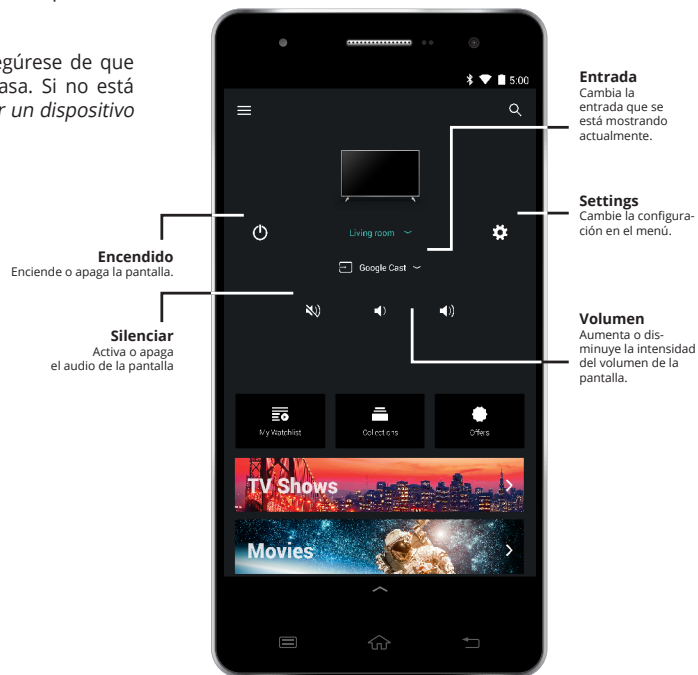 egúrese de que
asa. Si no está
r un dispositivo
5:00
Entrada
Cambia la
entrada que se
está mostrando
actualmente.
Settings
Cambie la configura-
ción en el menú.
Living room
Encendido
Enciende o apaga la pantalla.
Google Cast
Silenciar
Activa o apaga
el audio de la pantalla
Volumen
Aumenta o dis-
minuye la intensidad
del volumen de la
pantalla.
My Watchlist
Collections
Offers
TV Shows
Movies